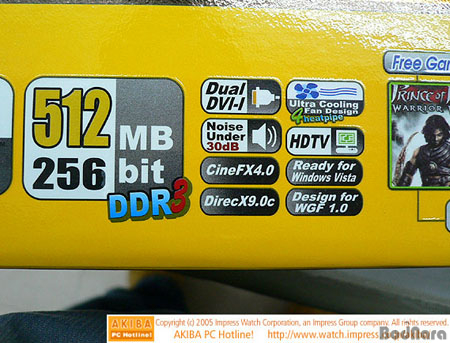 512 MB
256 bit
DDR3
Dual
DVI-I
Ultra Cooling
Fan Design
4 heatpipe
Noise
Under
30dB
HDTV
CineFX4.0
Ready for
Windows Vista
DirecX9.0c
Design for
WGF 1.0
Free Gam
PRINCE OF
WARRIOR
AKIBA
PC Hotline!
Copyright (c) 2005 Impress Watch Corporation, an Impress Group company. All rights reserved.
AKIBA PC Hotline! http://www.watch.impress
BodNara